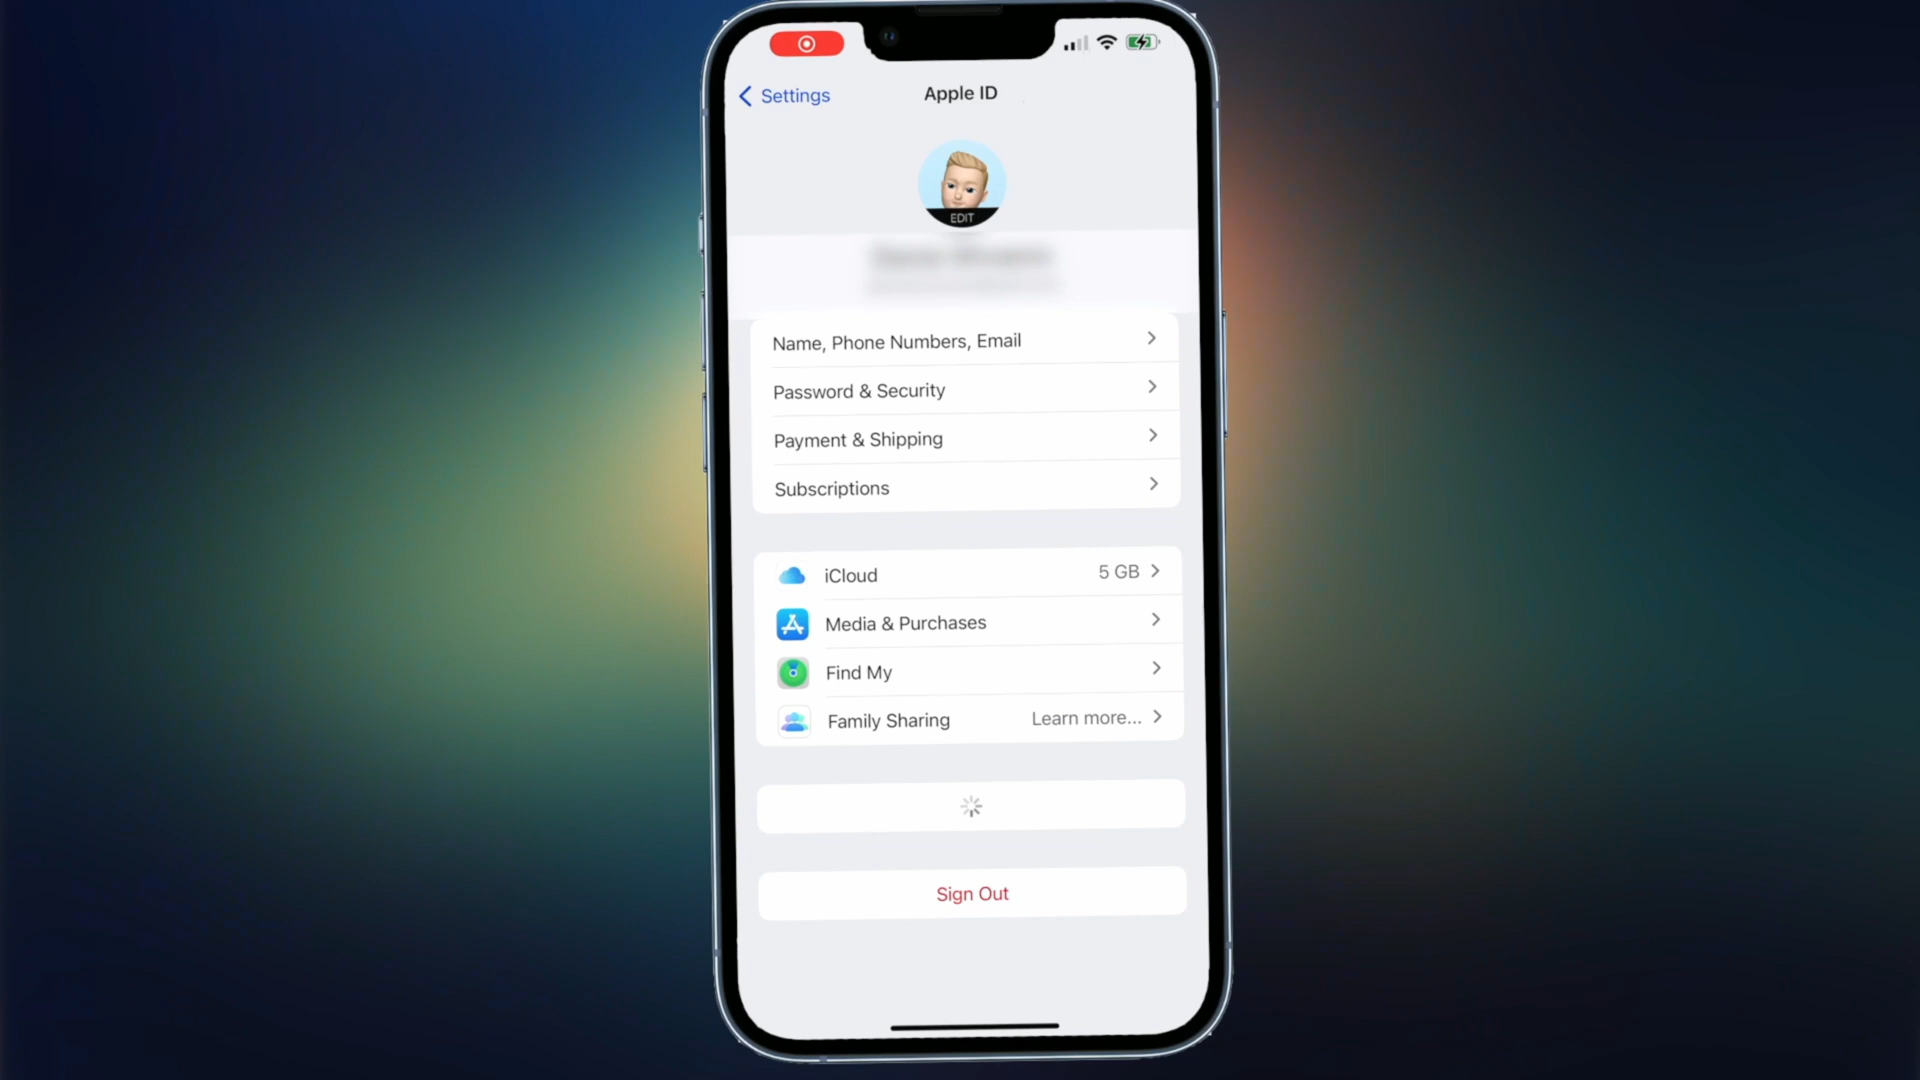 Settings
Apple ID
EDIT
Name, Phone Numbers, Email
Password & Security
Payment & Shipping
Subscriptions
iCloud 5 GB
Media & Purchases
Find My
Family Sharing Learn more...
Sign Out